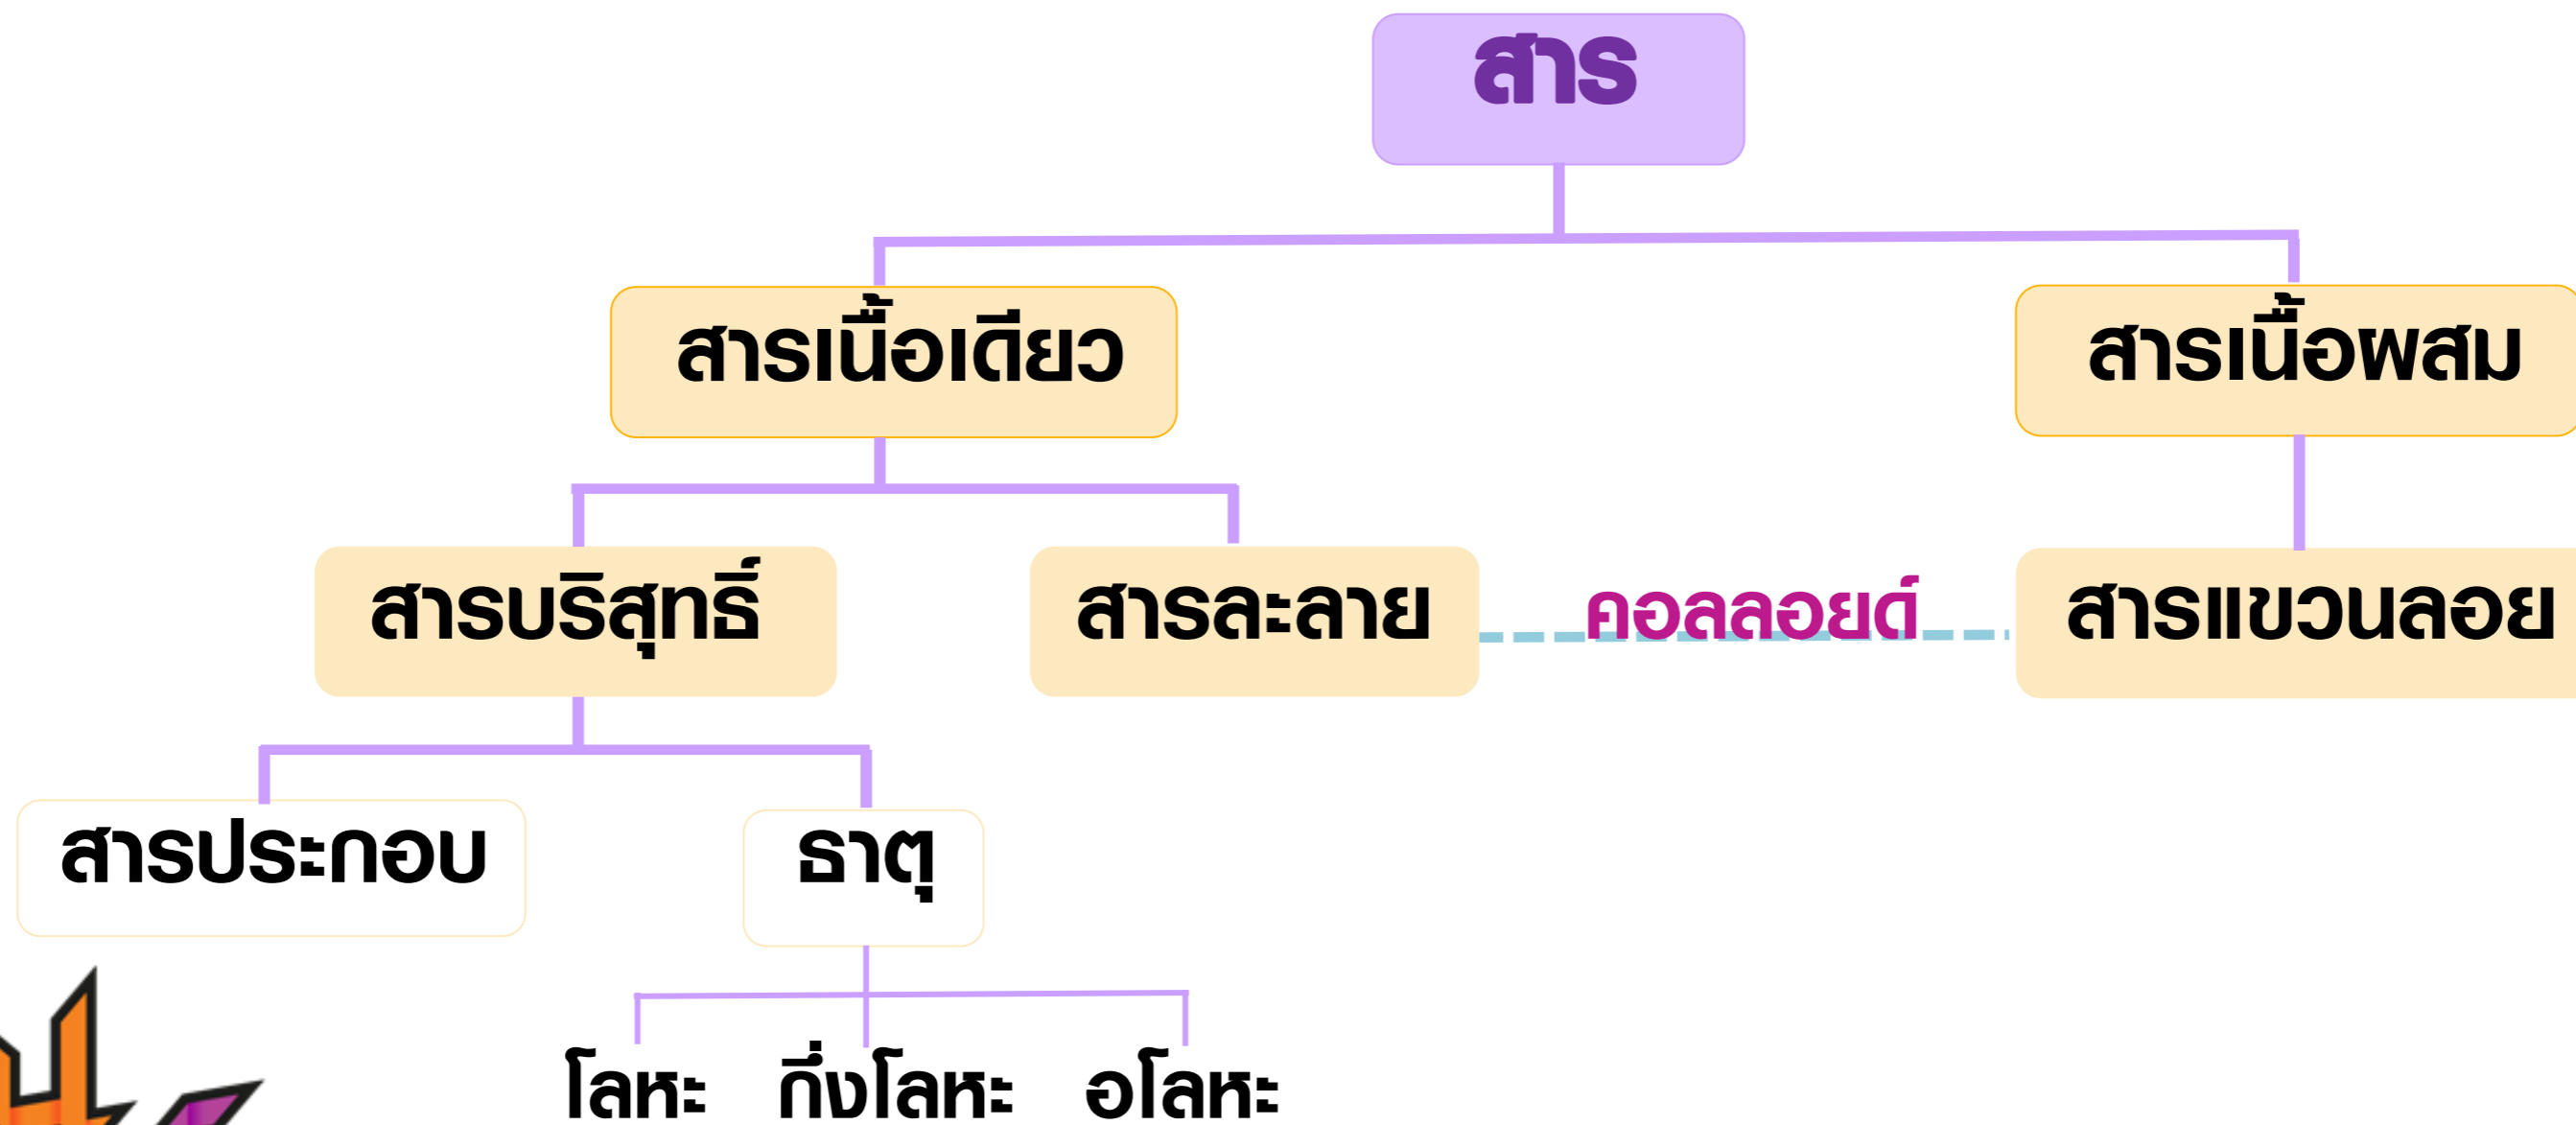 สาร
สารเนื้อเดียว
สารเนื้อผสม
สารบริสุทธิ์
สารละลาย
คอลลอยด์
สารแขวนลอย
สารประกอบ
ธาตุ
โลหะ
กึ่งโลหะ
อโลหะ